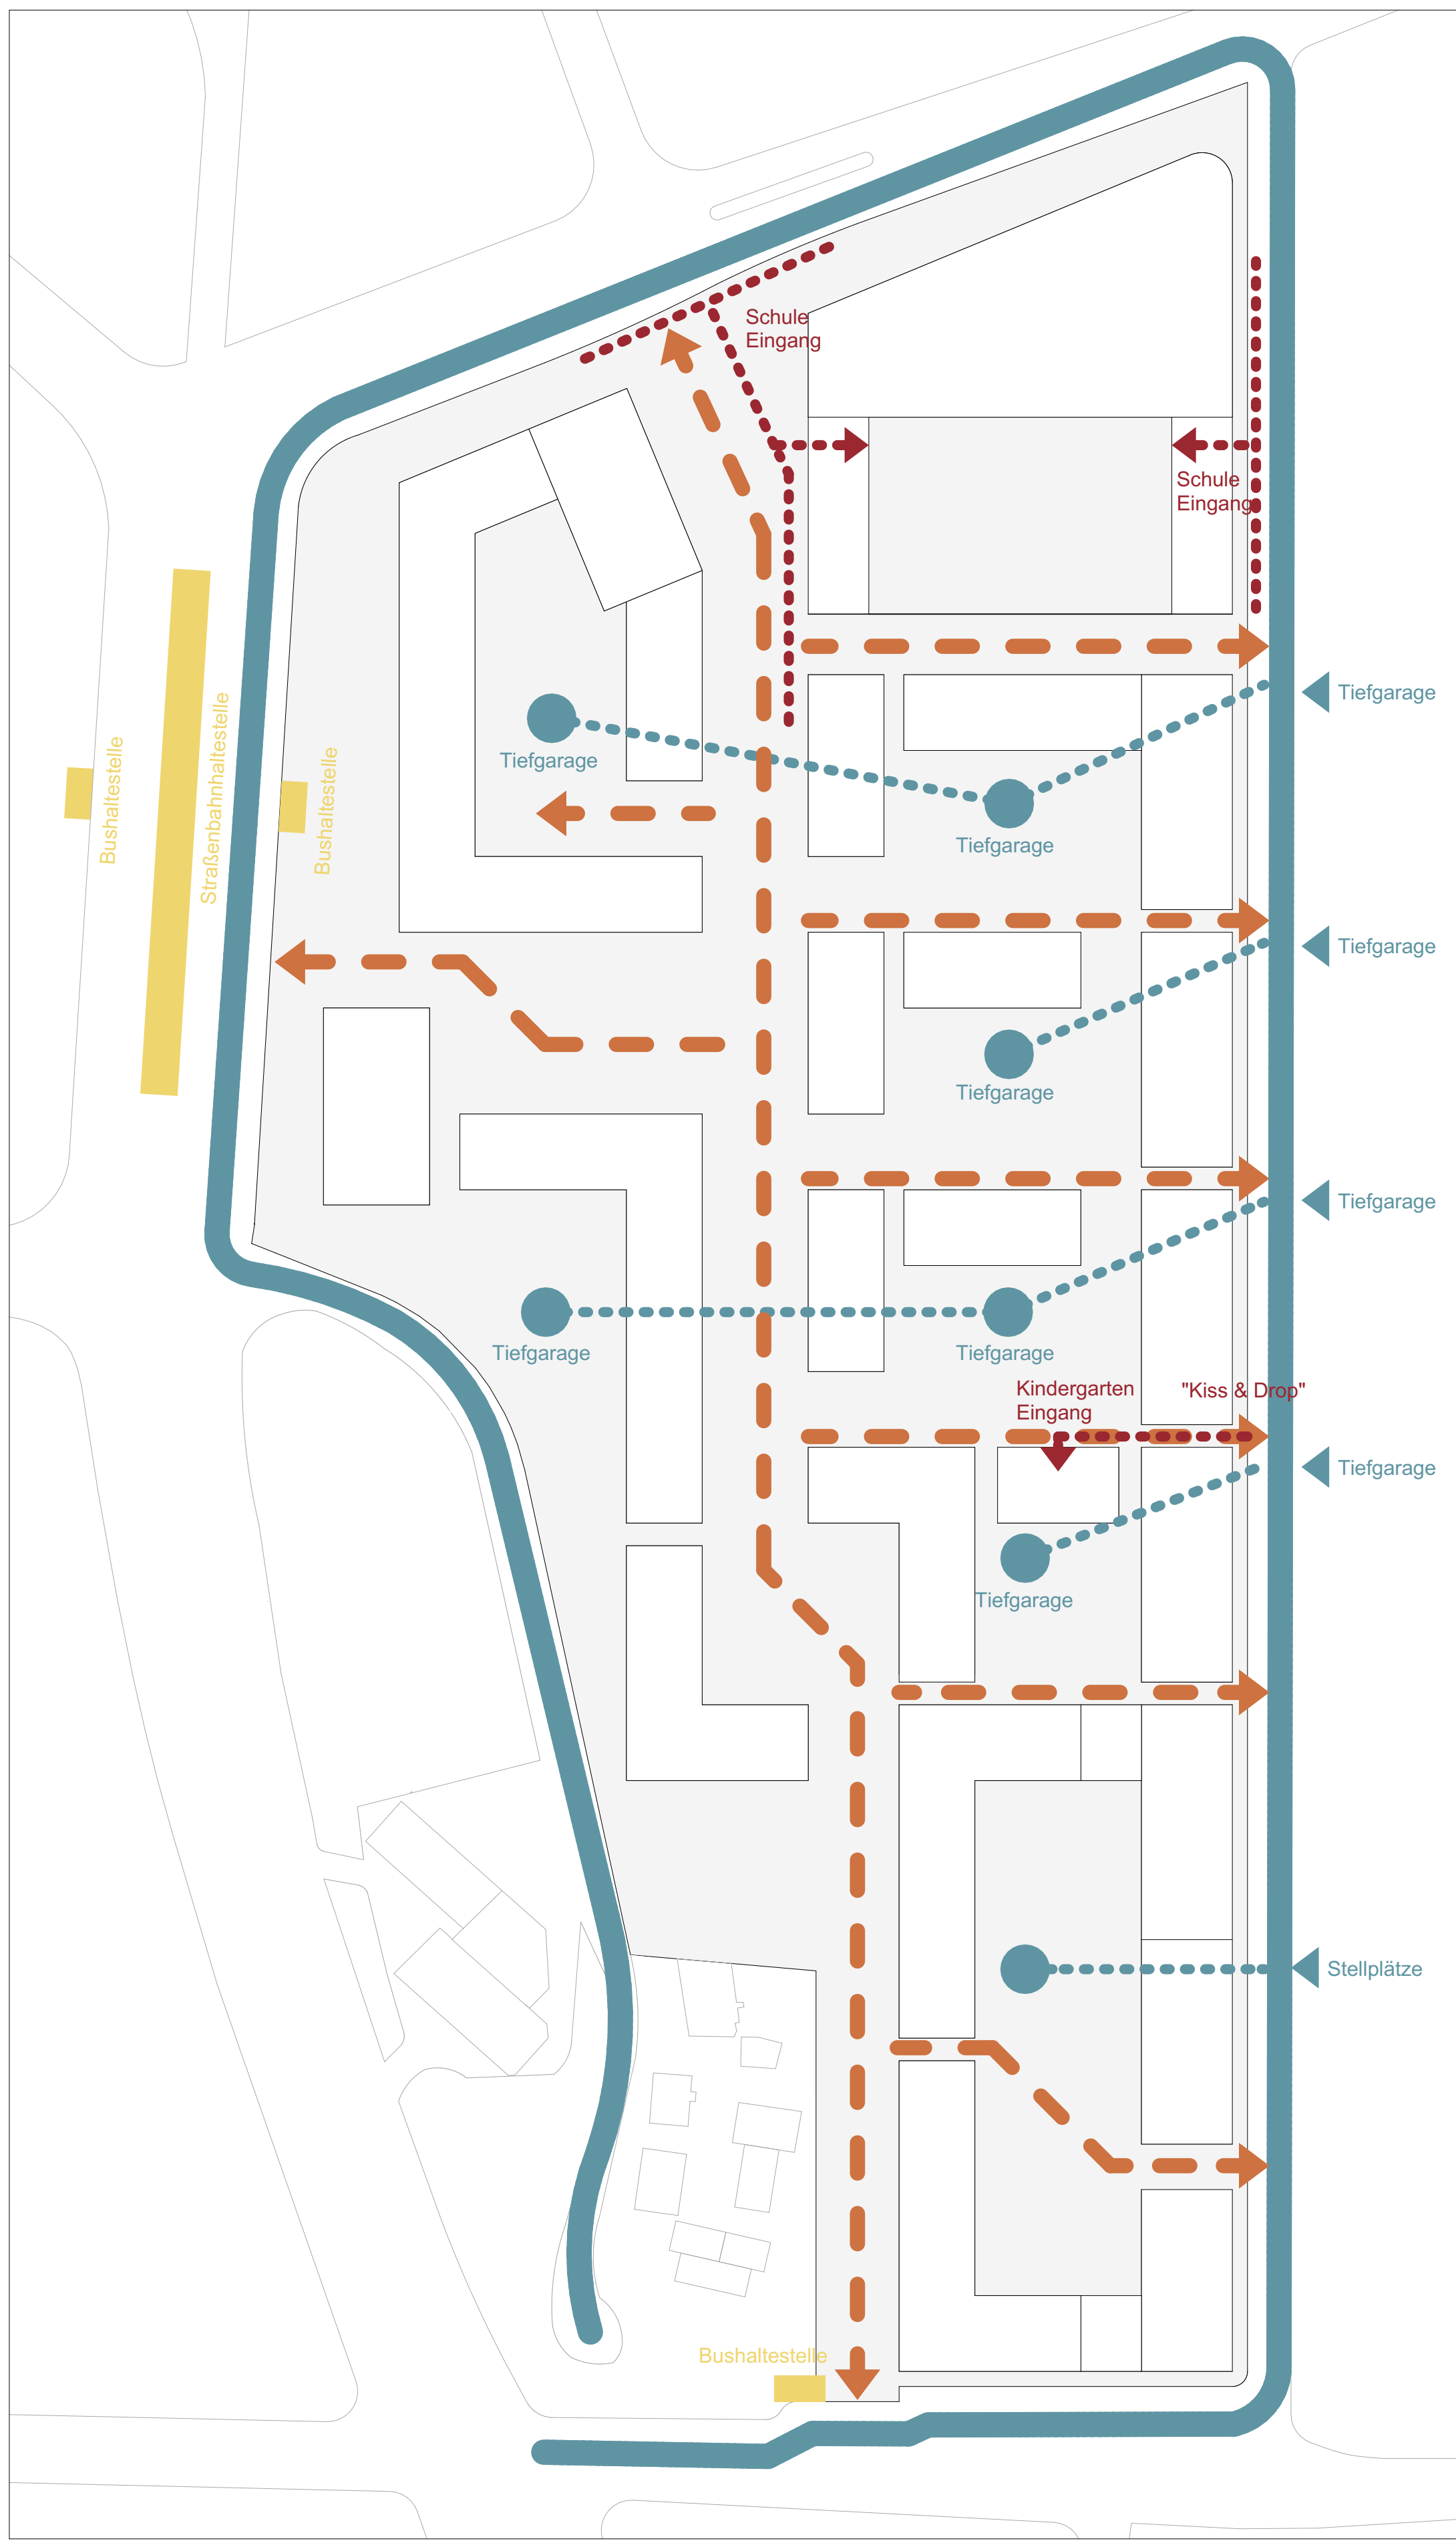 Schule
Eingang
Schule
Eingang
Tiefgarage
Tiefgarage
Bushaltestelle
Straßenbahnhaltestelle
Bushaltestelle
Tiefgarage
Tiefgarage
Tiefgarage
Tiefgarage
Tiefgarage
Tiefgarage
Kindergarten
Eingang
"Kiss & Drop"
Tiefgarage
Tiefgarage
Tiefgarage
Stellplätze
Bushaltestelle